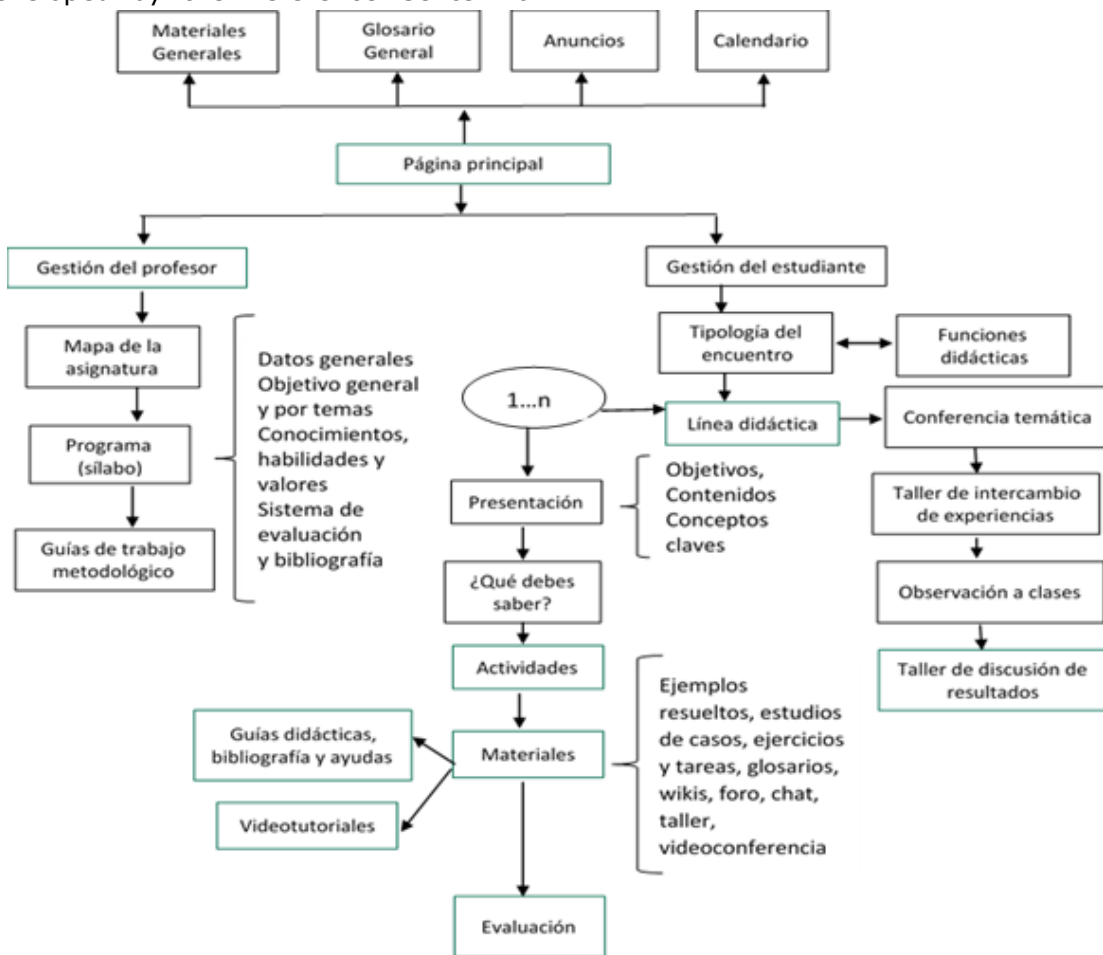 Materiales
Generales
Glosario
General
Anuncios
Calendario
Página principal
Gestión del profesor
Gestión del estudiante
Mapa de la
asignatura
Programa
(sílabo)
Guías de trabajo
metodológico
Datos generales
Objetivo general
y por temas
Conocimientos,
habilidades y
valores
Sistema de
evaluación
y bibliografía
Tipología del
encuentro
Funciones
didácticas
1...n
Línea didáctica
Conferencia temática
Presentación
Objetivos,
Contenidos
Conceptos
claves
Taller de intercambio
de experiencias
¿Qué debes
saber?
Observación a clases
Actividades
Taller de discusión de
resultados
Guías didácticas,
bibliografía y ayudas
Materiales
Ejemplos
resueltos, estudios
de casos, ejercicios
y tareas, glosarios,
wikis, foro, chat,
taller,
videoconferencia
Videotutoriales
Evaluación